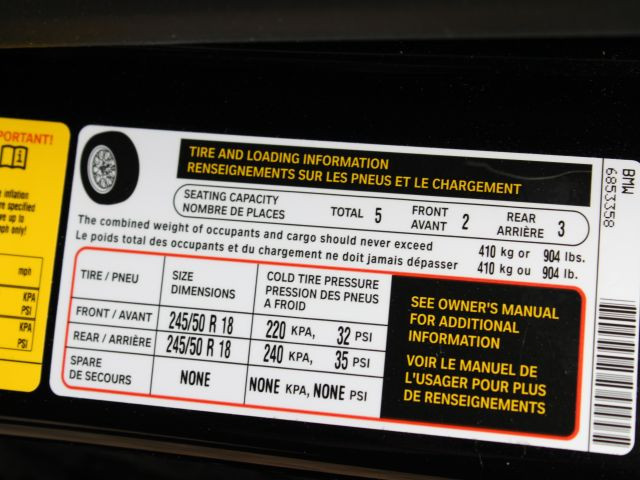 PORTANT!
inflation
specified
up to
only!
mph
KPA
PSI
KPA
PSI
TIRE AND LOADING INFORMATION
RENSEIGNEMENTS SUR LES PNEUS ET LE CHARGEMENT
SEATING CAPACITY
NOMBRE DE PLACES
TOTAL 5
FRONT
AVANT 2
REAR
ARRIÈRE 3
The combined weight of occupants and cargo should never exceed 410 kg or 904 lbs.
Le poids total des occupants et du chargement ne doit jamais dépasser 410 kg ou 904 lb.
TIRE / PNEU
SIZE
DIMENSIONS
COLD TIRE PRESSURE
PRESSION DES PNEUS
A FROID
FRONT / AVANT 245/50 R 18 220 KPA, 32 PSI
REAR / ARRIÈRE 245/50 R 18 240 KPA, 35 PSI
SPARE
DE SECOURS
NONE NONE KPA, NONE PSI
SEE OWNER'S MANUAL
FOR ADDITIONAL
INFORMATION
VOIR LE MANUEL DE
L'USAGER POUR PLUS
DE RENSEIGNEMENTS
BMW
6853358